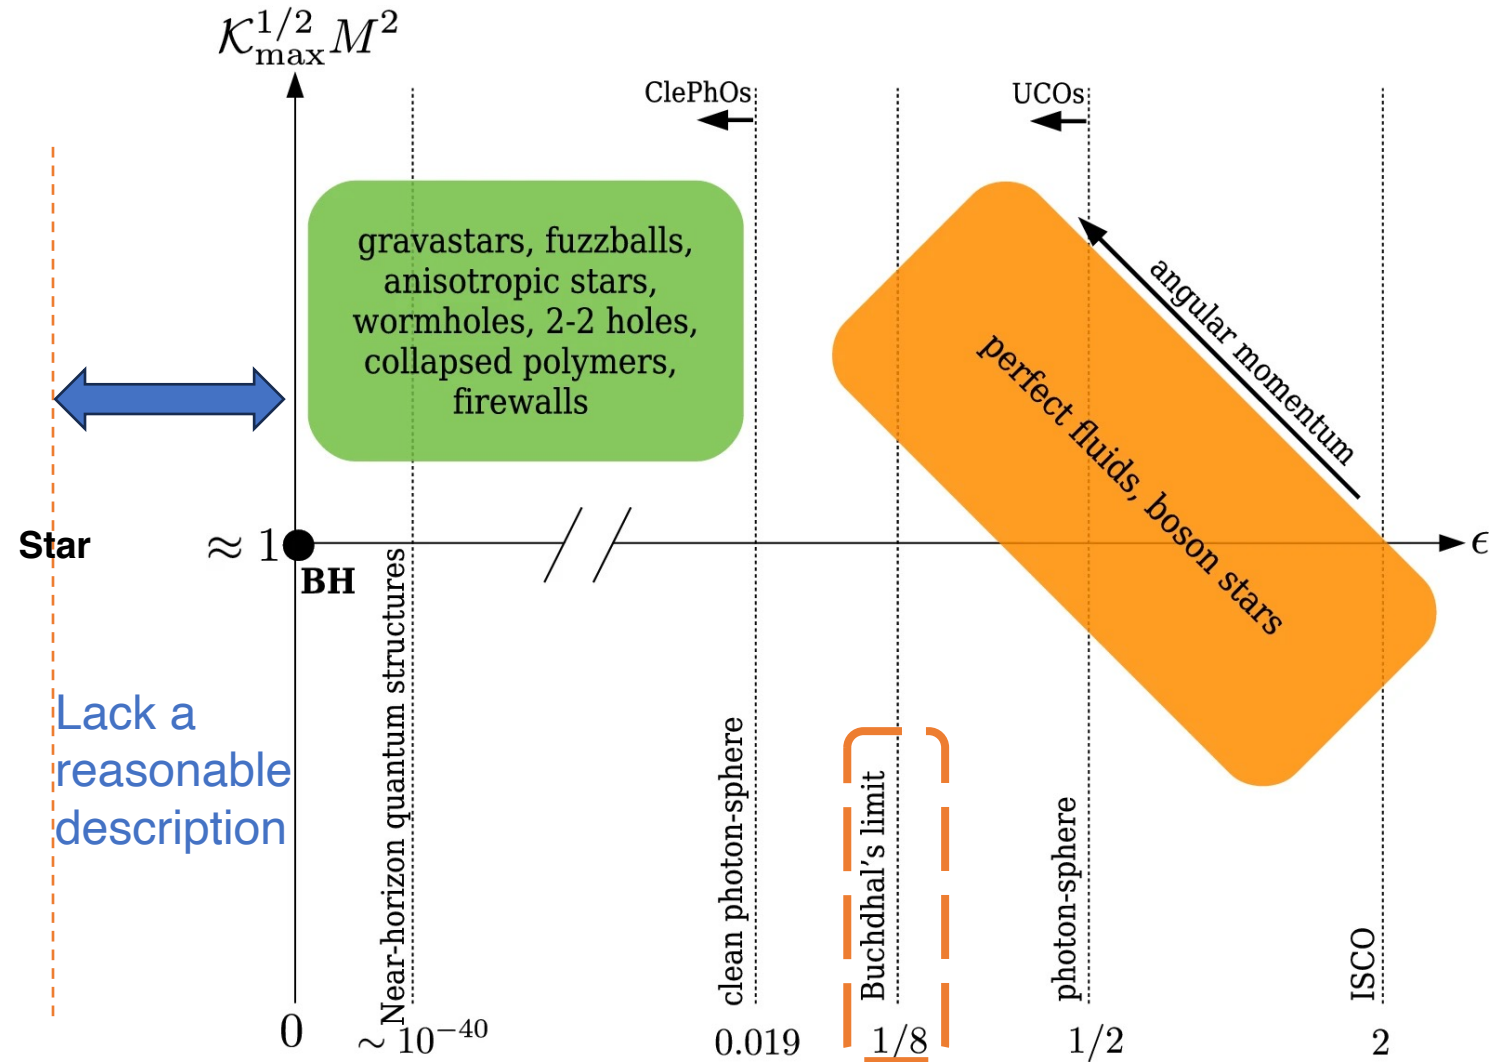 𝒦_max^{1/2} M²
ClePhOs
UCOs
gravastars, fuzzballs,
anisotropic stars,
wormholes, 2-2 holes,
collapsed polymers,
firewalls
angular momentum
perfect fluids, boson stars
Star
≈ 1
BH
ϵ
Lack a
reasonable
description
Near-horizon quantum structures
clean photon-sphere
Buchdhal's limit
photon-sphere
ISCO
0
~ 10⁻⁴⁰
0.019
1/8
1/2
2